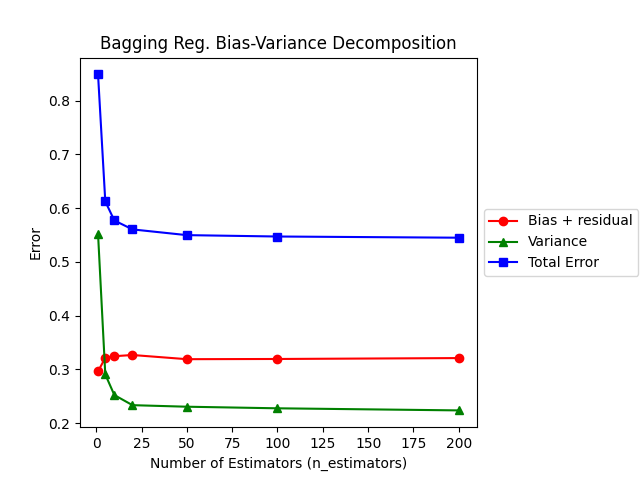 Bagging Reg. Bias-Variance Decomposition
Error
0.8
0.7
0.6
0.5
0.4
0.3
0.2
0 25 50 75 100 125 150 175 200
Number of Estimators (n_estimators)
Bias + residual
Variance
Total Error